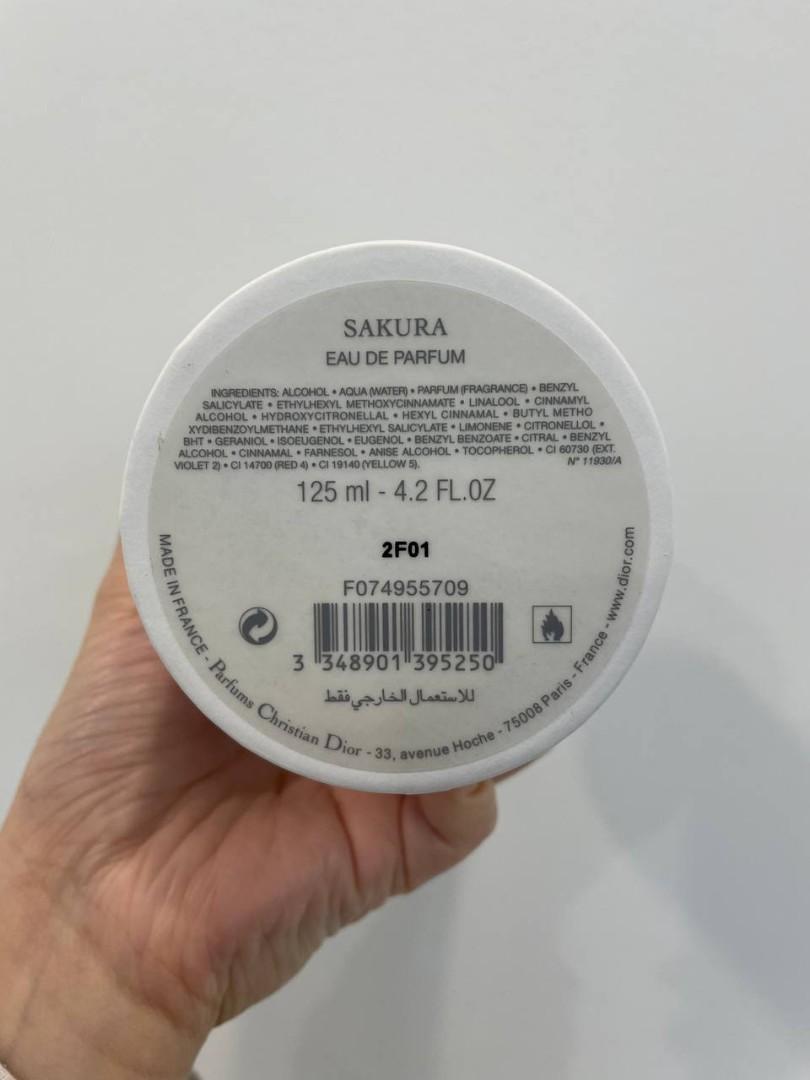 SAKURA
EAU DE PARFUM
INGREDIENTS: ALCOHOL • AQUA (WATER) • PARFUM (FRAGRANCE) • BENZYL
SALICYLATE • ETHYLHEXYL METHOXYCINNAMATE • LINALOOL • CINNAMYL
ALCOHOL • HYDROXYCITRONELLAL • HEXYL CINNAMAL • BUTYL METHO
XYDIBENZOYLMETHANE • ETHYLHEXYL SALICYLATE • LIMONENE • CITRONELLOL •
BHT • GERANIOL • ISOEUGENOL • EUGENOL • BENZYL BENZOATE • CITRAL • BENZYL
ALCOHOL • CINNAMAL • FARNESOL • ANISE ALCOHOL • TOCOPHEROL • CI 60730 (EXT.
VIOLET 2) • CI 14700 (RED 4) • CI 19140 (YELLOW 5). N° 11930/A
125 ml - 4.2 FL.OZ
2F01
F074955709
3 348901 395250
للاستعمال الخارجي فقط
MADE IN FRANCE - Parfums Christian Dior - 33, avenue Hoche - 75008 Paris - France - www.dior.com